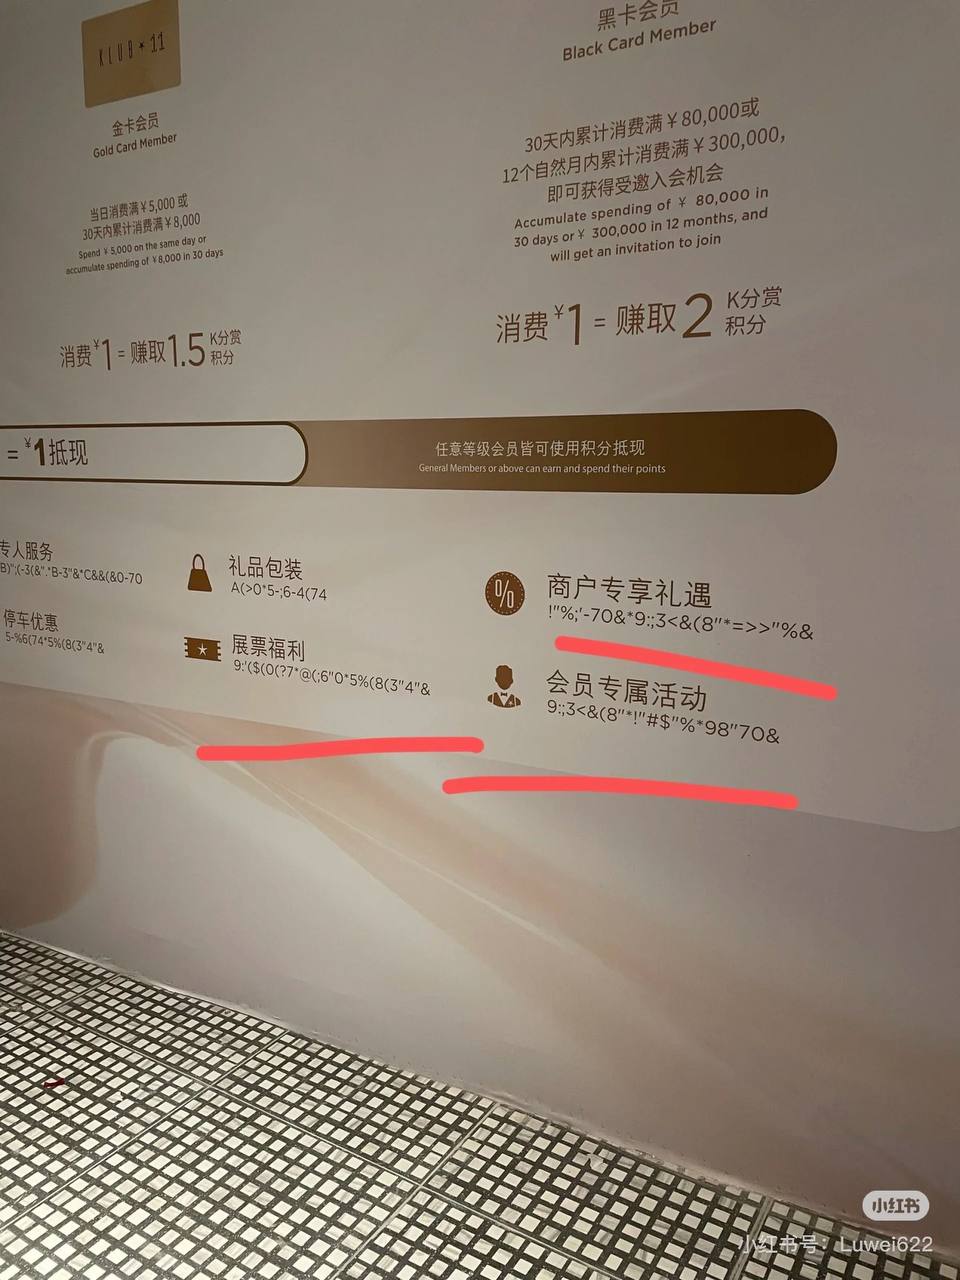 KLUB★11
金卡会员
Gold Card Member
当日消费满￥5,000 或
30天内累计消费满￥8,000
Spend ￥5,000 on the same day or
accumulate spending of ￥8,000 in 30 days
消费¥1 = 赚取1.5 K分赏
积分
黑卡会员
Black Card Member
30天内累计消费满￥80,000或
12个自然月内累计消费满￥300,000，
即可获得受邀入会机会
Accumulate spending of ￥ 80,000 in
30 days or￥ 300,000 in 12 months, and
will get an invitation to join
消费¥1 = 赚取2 K分赏
积分
= ¥1抵现
任意等级会员皆可使用积分抵现
General Members or above can earn and spend their points
专人服务
B)";(-3(&".*B-3"&*C&&(&0-70
停车优惠
5-%6(74*5%(8(3"4"&
礼品包装
A(>0*5-;6-4(74
展票福利
9:'($(0(?7*@(;6"0*5%(8(3"4"&
商户专享礼遇
!"%;'-70&*9:;3<&(8"*=>>"%&
会员专属活动
9:;3<&(8"*!"#$"%*98"70&
小红书
小红书号：Luwei622